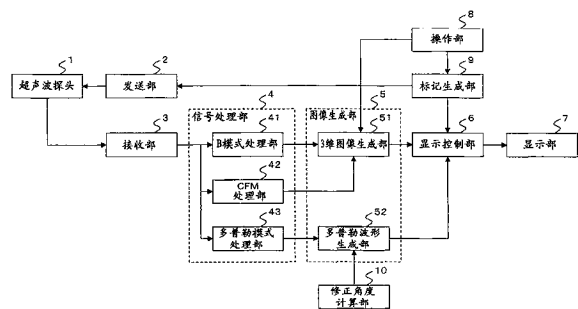 8
操作部
1
2
9
超声波探头
发送部
标记生成部
4
5
信号处理部
图像生成部
3
41
51
6
7
接收部
B模式处理部
3维图像生成部
显示控制部
显示部
42
CFM
处理部
43
52
多普勒模式
处理部
多普勒波形
生成部
10
修正角度
计算部